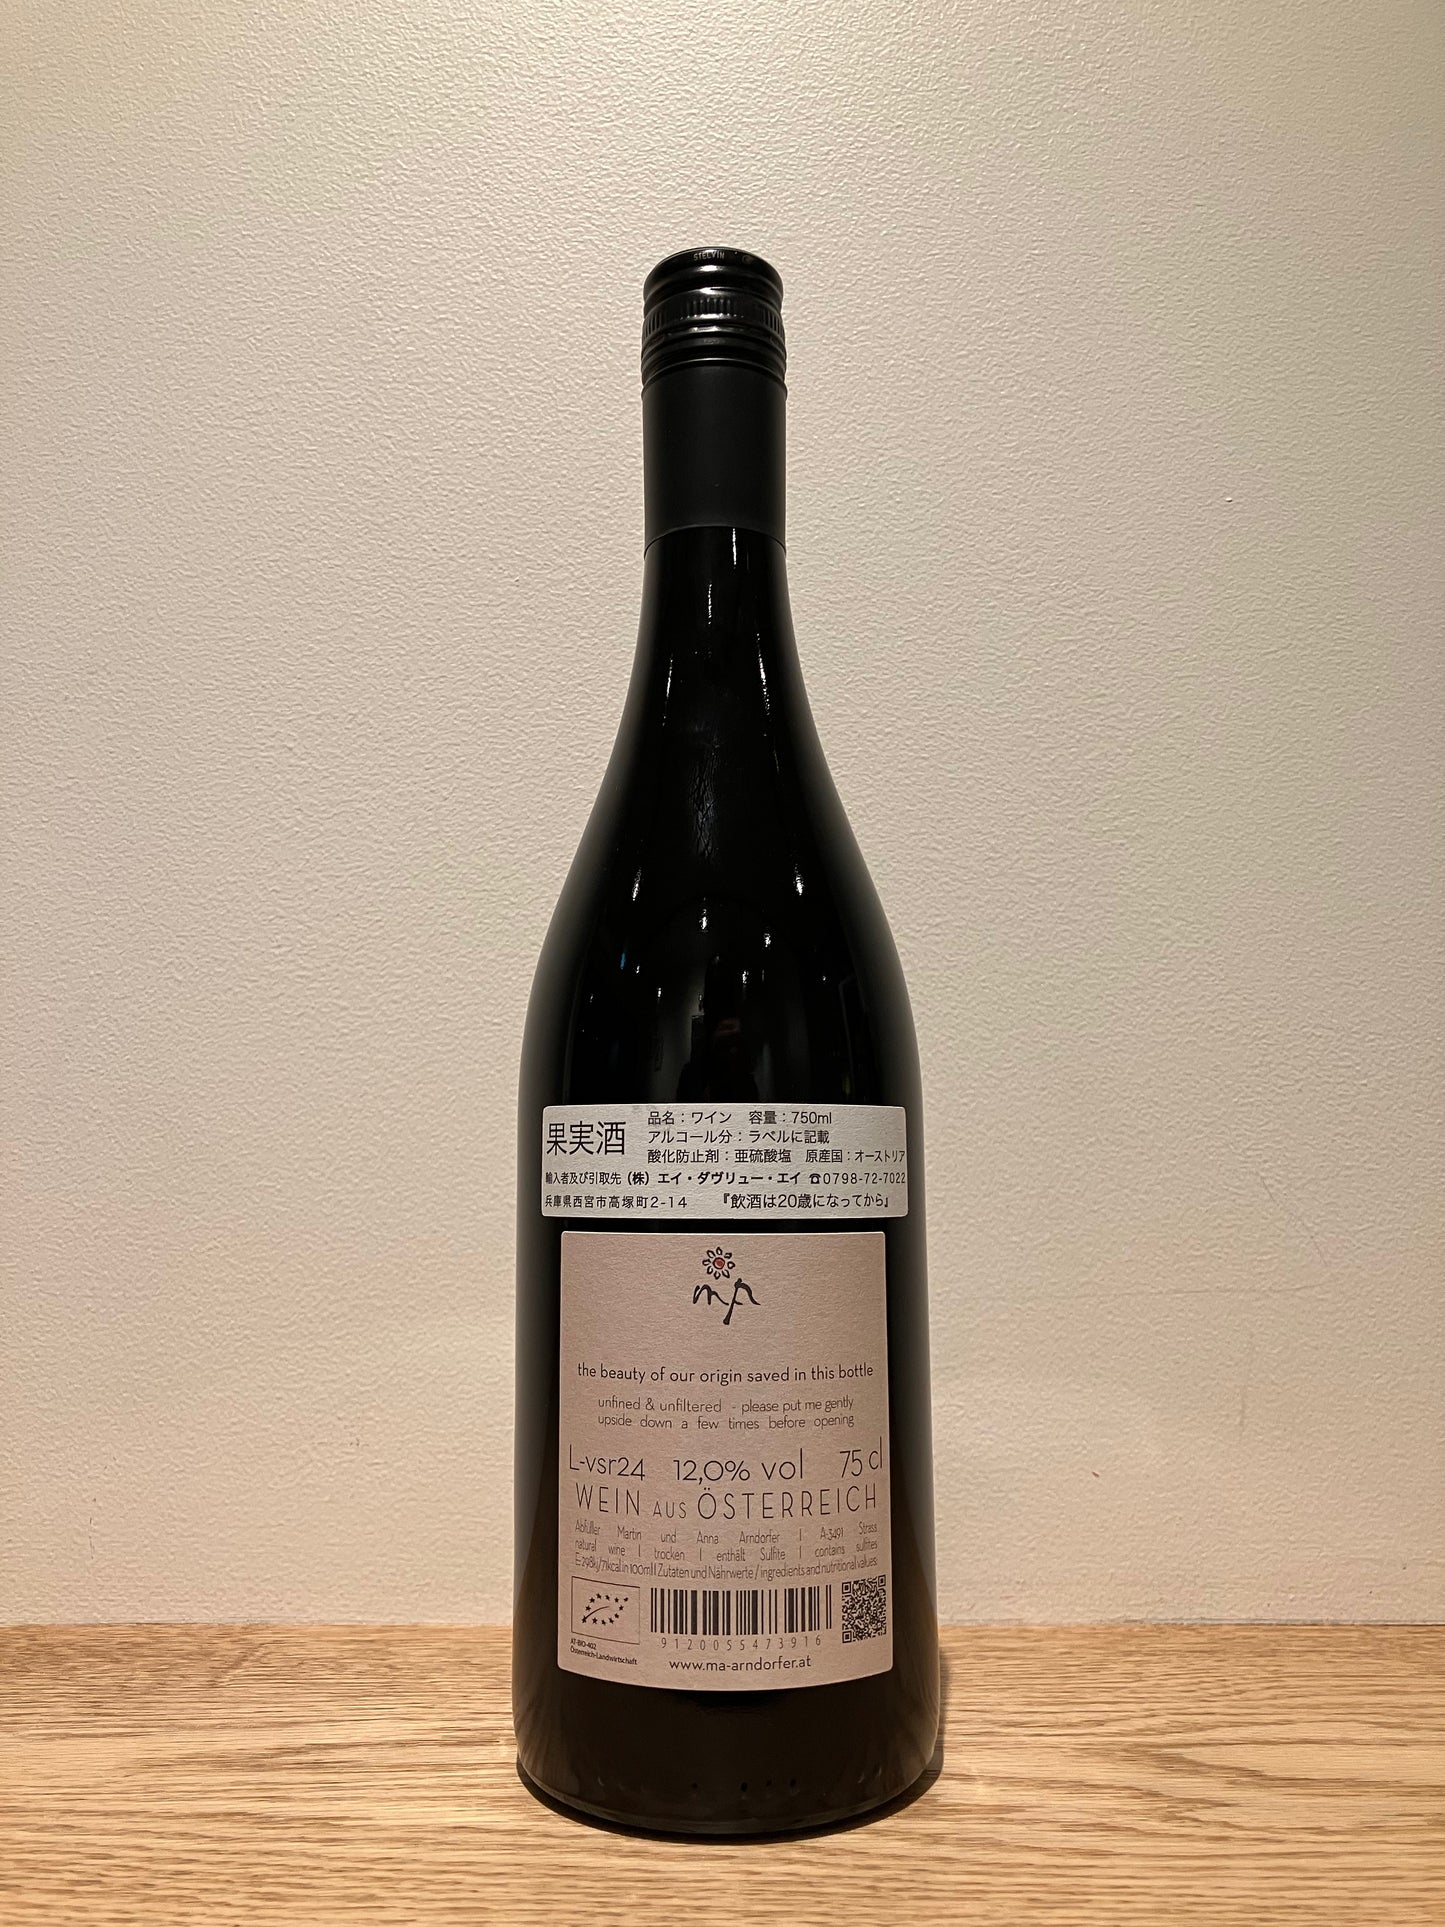 STELVIN
果実酒
品名：ワイン　容量：750ml
アルコール分：ラベルに記載
酸化防止剤：亜硫酸塩　原産国：オーストリア
輸入者及び引取先（株）エイ・ダヴリュー・エイ ☎0798-72-7022
兵庫県西宮市高塚町2-14　『飲酒は20歳になってから』
ma
the beauty of our origin saved in this bottle
unfined & unfiltered - please put me gently
upside down a few times before opening
L-vsr24 12,0% vol 75 cl
WEIN AUS ÖSTERREICH
Abfüller Martin und Anna Arndorfer | A-3491 Strass
natural wine | trocken | enthält Sulfite | contains sulfites
E: 298kj/71kcal in 100ml | Zutaten und Nährwerte / ingredients and nutritional values:
AT-BIO-402
Österreich-Landwirtschaft
9120055473916
www.ma-arndorfer.at